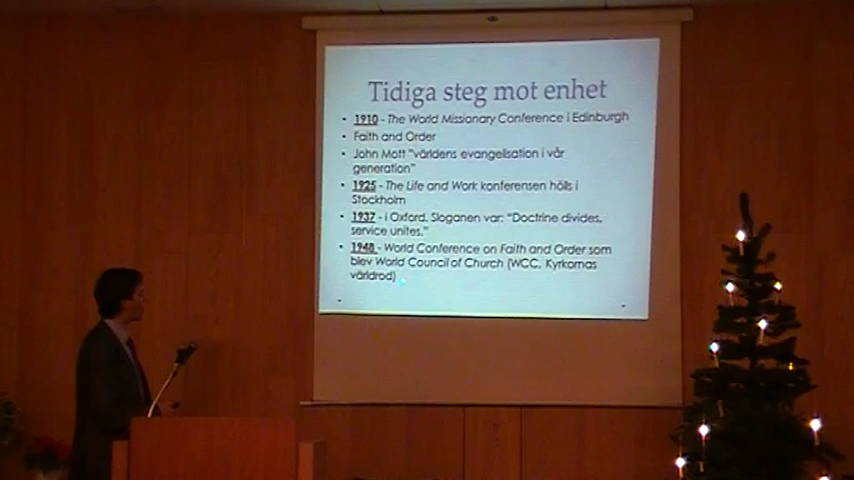 Tidiga steg mot enhet
• 1910 - The World Missionary Conference i Edinburgh
• Faith and Order
• John Mott "världens evangelisation i vår
generation"
• 1925 - The Life and Work konferensen hölls i
Stockholm
• 1937 - i Oxford. Sloganen var: "Doctrine divides,
service unites."
• 1948 - World Conference on Faith and Order som
blev World Council of Church (WCC, Kyrkornas
världråd)